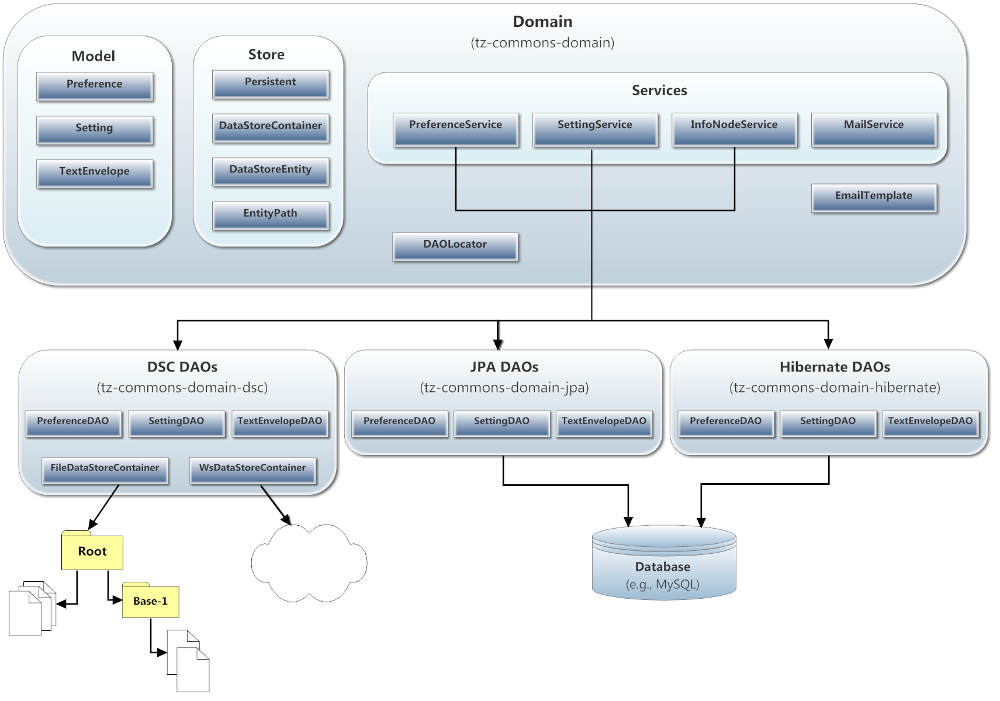 Domain
(tz-commons-domain)
Model
Preference
Setting
TextEnvelope
Store
Persistent
DataStoreContainer
DataStoreEntity
EntityPath
Services
PreferenceService
SettingService
InfoNodeService
MailService
EmailTemplate
DAOLocator
DSC DAOs
(tz-commons-domain-dsc)
PreferenceDAO
SettingDAO
TextEnvelopeDAO
FileDataStoreContainer
WsDataStoreContainer
JPA DAOs
(tz-commons-domain-jpa)
PreferenceDAO
SettingDAO
TextEnvelopeDAO
Hibernate DAOs
(tz-commons-domain-hibernate)
PreferenceDAO
SettingDAO
TextEnvelopeDAO
Root
Base-1
Database
(e.g., MySQL)